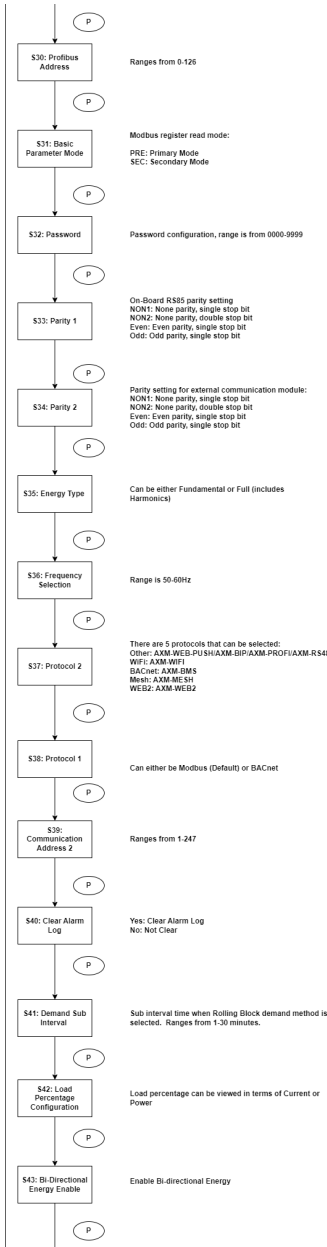 P
S30: Profibus
Address
Ranges from 0-126
P
S31: Basic
Parameter Mode
Modbus register read mode:
PRE: Primary Mode
SEC: Secondary Mode
P
S32: Password
Password configuration, range is from 0000-9999
P
S33: Parity 1
On-Board RS85 parity setting
NON1: None parity, single stop bit
NON2: None parity, double stop bit
Even: Even parity, single stop bit
Odd: Odd parity, single stop bit
P
S34: Parity 2
Parity setting for external communication module:
NON1: None parity, single stop bit
NON2: None parity, double stop bit
Even: Even parity, single stop bit
Odd: Odd parity, single stop bit
P
S35: Energy Type
Can be either Fundamental or Full (includes
Harmonics)
P
S36: Frequency
Selection
Range is 50-60Hz
P
S37: Protocol 2
There are 5 protocols that can be selected:
Other: AXM-WEB-PUSH/AXM-BIP/AXM-PROFI/AXM-RS48
WiFi: AXM-WIFI
BACnet: AXM-BMS
Mesh: AXM-MESH
WEB2: AXM-WEB2
P
S38: Protocol 1
Can either be Modbus (Default) or BACnet
P
S39:
Communication
Address 2
Ranges from 1-247
P
S40: Clear Alarm
Log
Yes: Clear Alarm Log
No: Not Clear
P
S41: Demand Sub
Interval
Sub interval time when Rolling Block demand method is
selected. Ranges from 1-30 minutes.
P
S42: Load
Percentage
Configuration
Load percentage can be viewed in terms of Current or
Power
P
S43: Bi-Directional
Energy Enable
Enable Bi-directional Energy
P